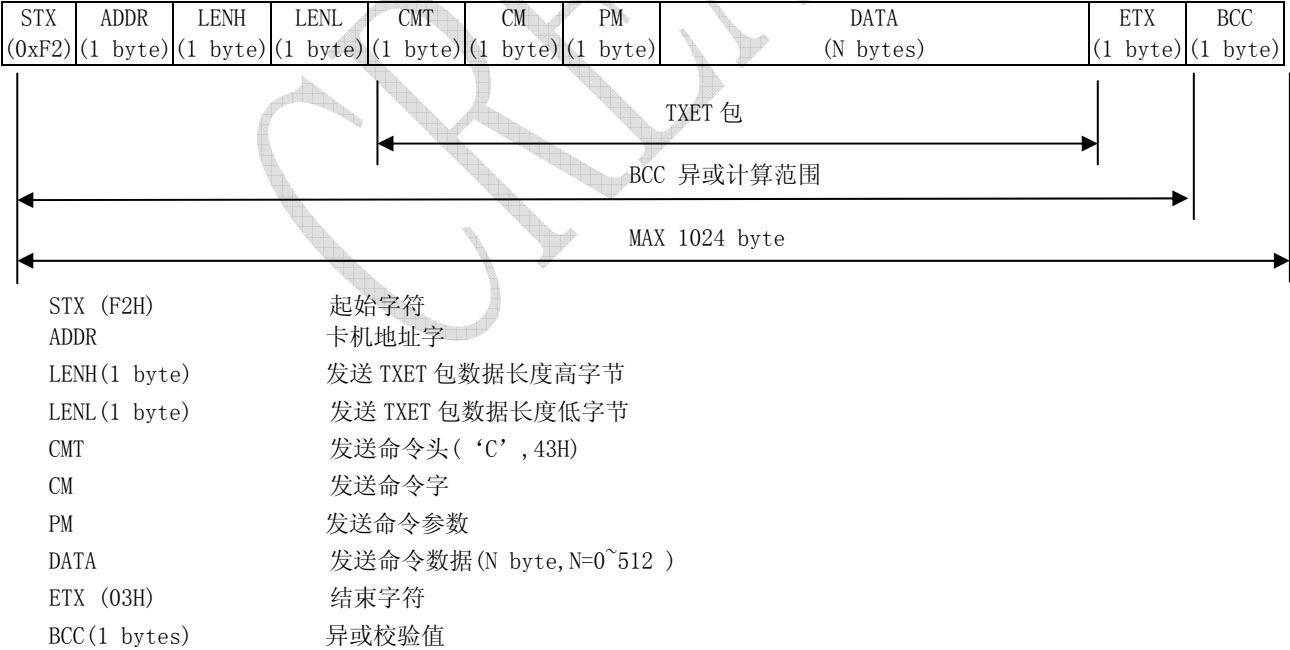 STX ADDR LENH LENL CMT CM PM DATA ETX BCC
(0xF2) (1 byte) (1 byte) (1 byte) (1 byte) (1 byte) (1 byte) (N bytes) (1 byte) (1 byte)
TXET 包
BCC 异或计算范围
MAX 1024 byte
STX (F2H) 起始字符
ADDR 卡机地址字
LENH(1 byte) 发送 TXET 包数据长度高字节
LENL(1 byte) 发送 TXET 包数据长度低字节
CMT 发送命令头(‘C’,43H)
CM 发送命令字
PM 发送命令参数
DATA 发送命令数据(N byte,N=0~512 )
ETX (03H) 结束字符
BCC(1 bytes) 异或校验值